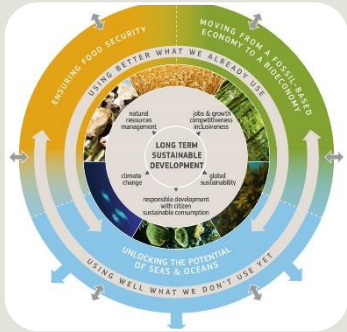 ENSURING FOOD SECURITY
MOVING FROM A FOSSIL-BASED
ECONOMY TO A BIOECONOMY
USING BETTER WHAT WE ALREADY USE
natural
resources
management
jobs & growth
competitiveness
inclusiveness
LONG TERM
SUSTAINABLE
DEVELOPMENT
climate
change
global
sustainability
responsible development
with citizen
sustainable consumption
UNLOCKING THE POTENTIAL
OF SEAS & OCEANS
USING WELL WHAT WE DON'T USE YET